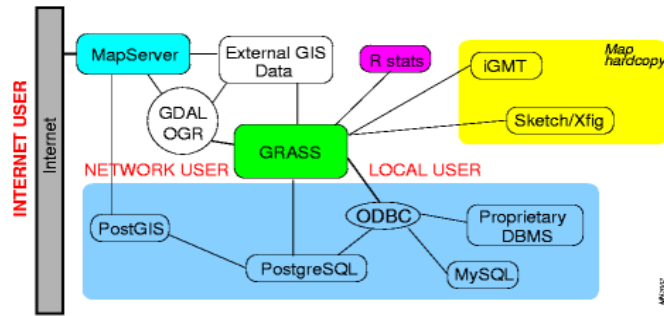 MapServer
External GIS
Data
R stats
Map
hardcopy
iGMT
GDAL
OGR
Sketch/Xfig
GRASS
INTERNET USER
Internet
NETWORK USER
LOCAL USER
PostGIS
ODBC
Proprietary
DBMS
PostgreSQL
MySQL